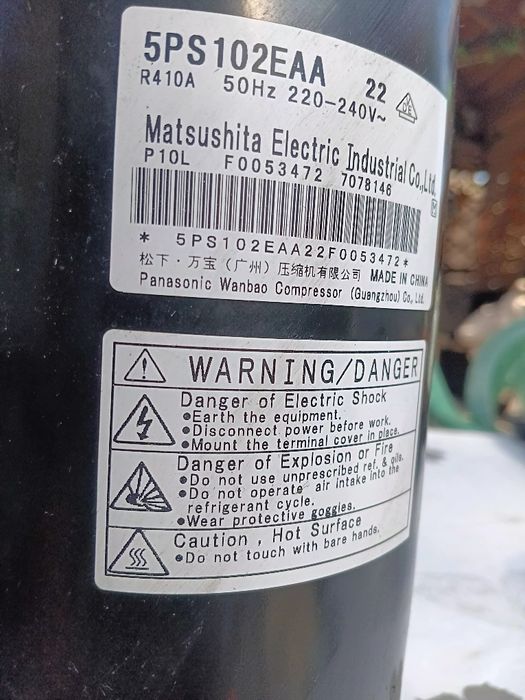 5PS102EAA 22
R410A 50Hz 220-240V~
Matsushita Electric Industrial Co.,Ltd.
P10L F0053472 7078146
* 5PS102EAA22F0053472*
松下·万宝（广州）压缩机有限公司 MADE IN CHINA
Panasonic Wanbao Compressor (Guangzhou) Co., Ltd.
WARNING/DANGER
Danger of Electric Shock
●Earth the equipment.
●Disconnect power before work.
●Mount the terminal cover in place.
Danger of Explosion or Fire
●Do not use unprescribed ref. & oils.
●Do not operate air intake into the
refrigerant cycle.
●Wear protective goggles.
Caution , Hot Surface
●Do not touch with bare hands.